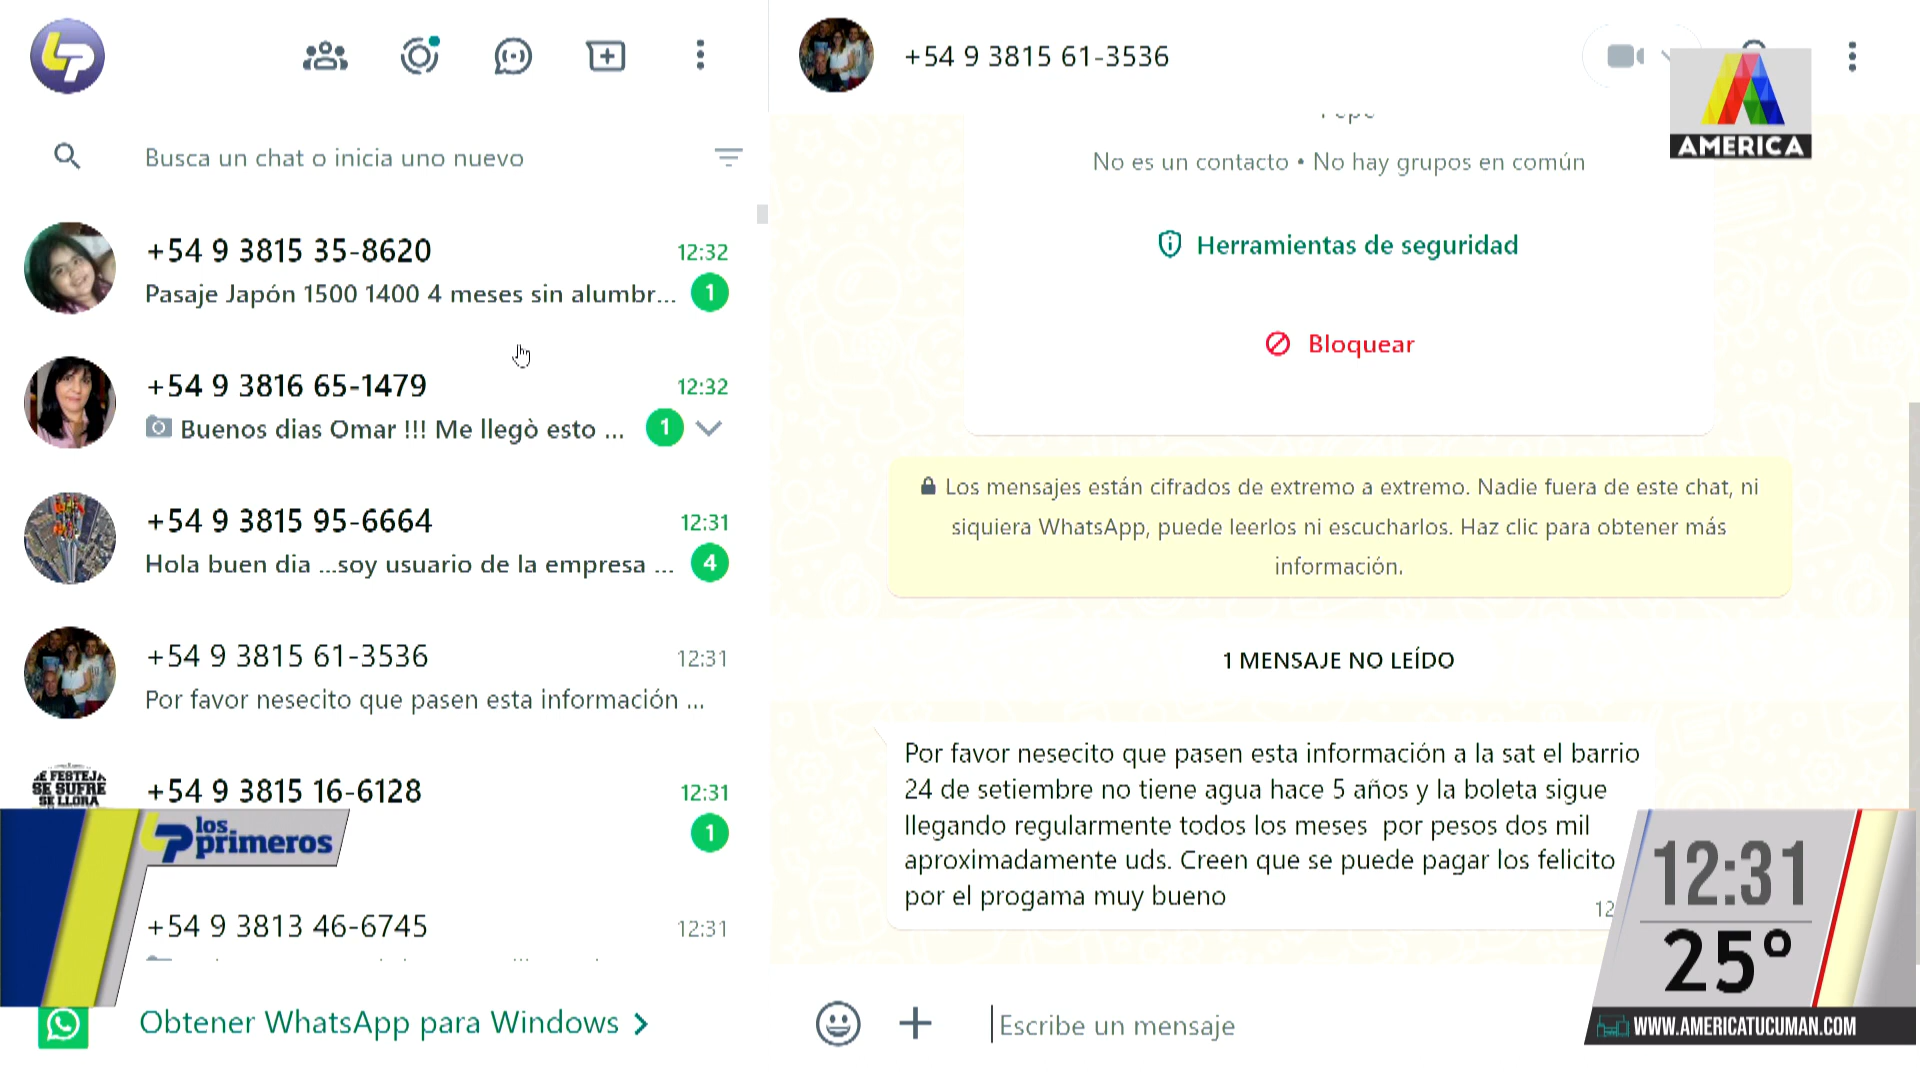 LP
Busca un chat o inicia uno nuevo
+54 9 3815 35-8620
12:32
Pasaje Japón 1500 1400 4 meses sin alumbr...
1
+54 9 3816 65-1479
12:32
Buenos dias Omar !!! Me llegò esto ...
1
+54 9 3815 95-6664
12:31
Hola buen dia ...soy usuario de la empresa ...
4
+54 9 3815 61-3536
12:31
Por favor nesecito que pasen esta información ...
SE FESTEJA
SE SUFRE
SE LLORA
+54 9 3815 16-6128
12:31
1
LP los
primeros
+54 9 3813 46-6745
12:31
Obtener WhatsApp para Windows
+54 9 3815 61-3536
AMERICA
No es un contacto • No hay grupos en común
Herramientas de seguridad
Bloquear
Los mensajes están cifrados de extremo a extremo. Nadie fuera de este chat, ni
siquiera WhatsApp, puede leerlos ni escucharlos. Haz clic para obtener más
información.
1 MENSAJE NO LEÍDO
Por favor nesecito que pasen esta información a la sat el barrio
24 de setiembre no tiene agua hace 5 años y la boleta sigue
llegando regularmente todos los meses  por pesos dos mil
aproximadamente uds. Creen que se puede pagar los felicito
por el progama muy bueno
12
Escribe un mensaje
12:31
25°
WWW.AMERICATUCUMAN.COM